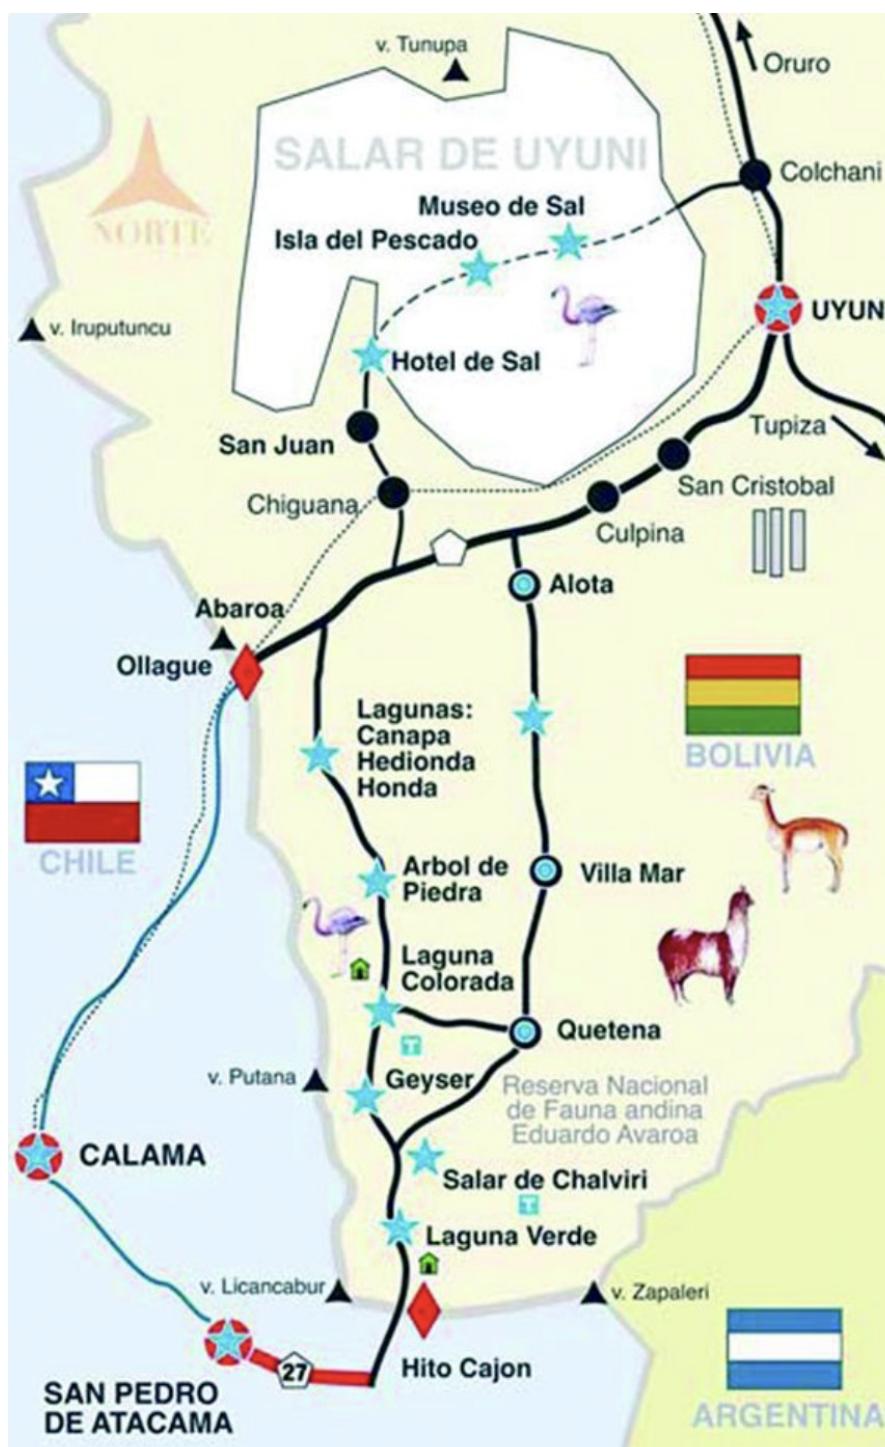 v. Tunupa
Oruro
SALAR DE UYUNI
Colchani
Museo de Sal
NORTE
Isla del Pescado
UYUN
v. Iruputuncu
Hotel de Sal
Tupiza
San Juan
San Cristobal
Chiguana
Culpina
Alota
Abaroa
Ollague
Lagunas:
Canapa
Hedionda
Honda
BOLIVIA
CHILE
Arbol de
Piedra
Villa Mar
Laguna
Colorada
Quetena
T
v. Putana
Geyser
Reserva Nacional
de Fauna andina
Eduardo Avaroa
CALAMA
Salar de Chalviri
T
Laguna Verde
v. Licancabur
v. Zapaleri
Hito Cajon
27
SAN PEDRO
DE ATACAMA
ARGENTINA